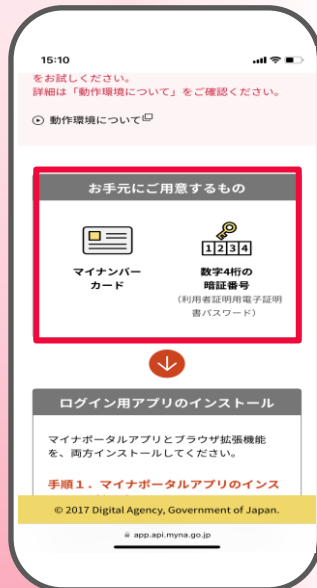 15:10
をお試しください。
詳細は「動作環境について」をご確認ください。
動作環境について
お手元にご用意するもの
1234
マイナンバー
カード
数字4桁の
暗証番号
(利用者証明用電子証明
書パスワード)
ログイン用アプリのインストール
マイナポータルアプリとブラウザ拡張機能
を、両方インストールしてください。
手順1．マイナポータルアプリのインス
© 2017 Digital Agency, Government of Japan.
app.api.myna.go.jp